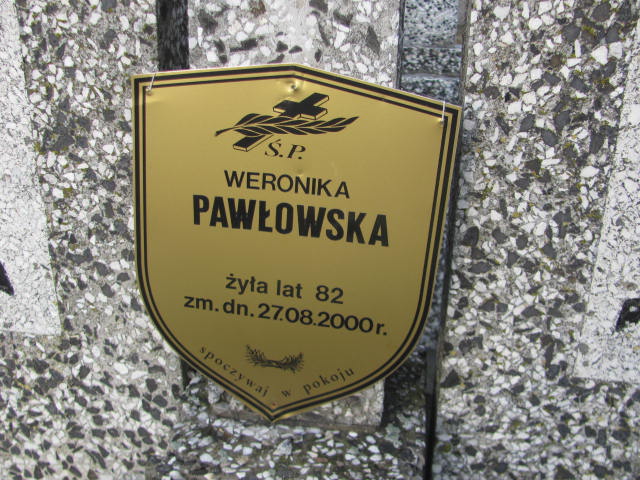 Ś.P.
WERONIKA
PAWŁOWSKA
żyła lat 82
zm. dn. 27.08.2000 r.
spoczywaj w pokoju